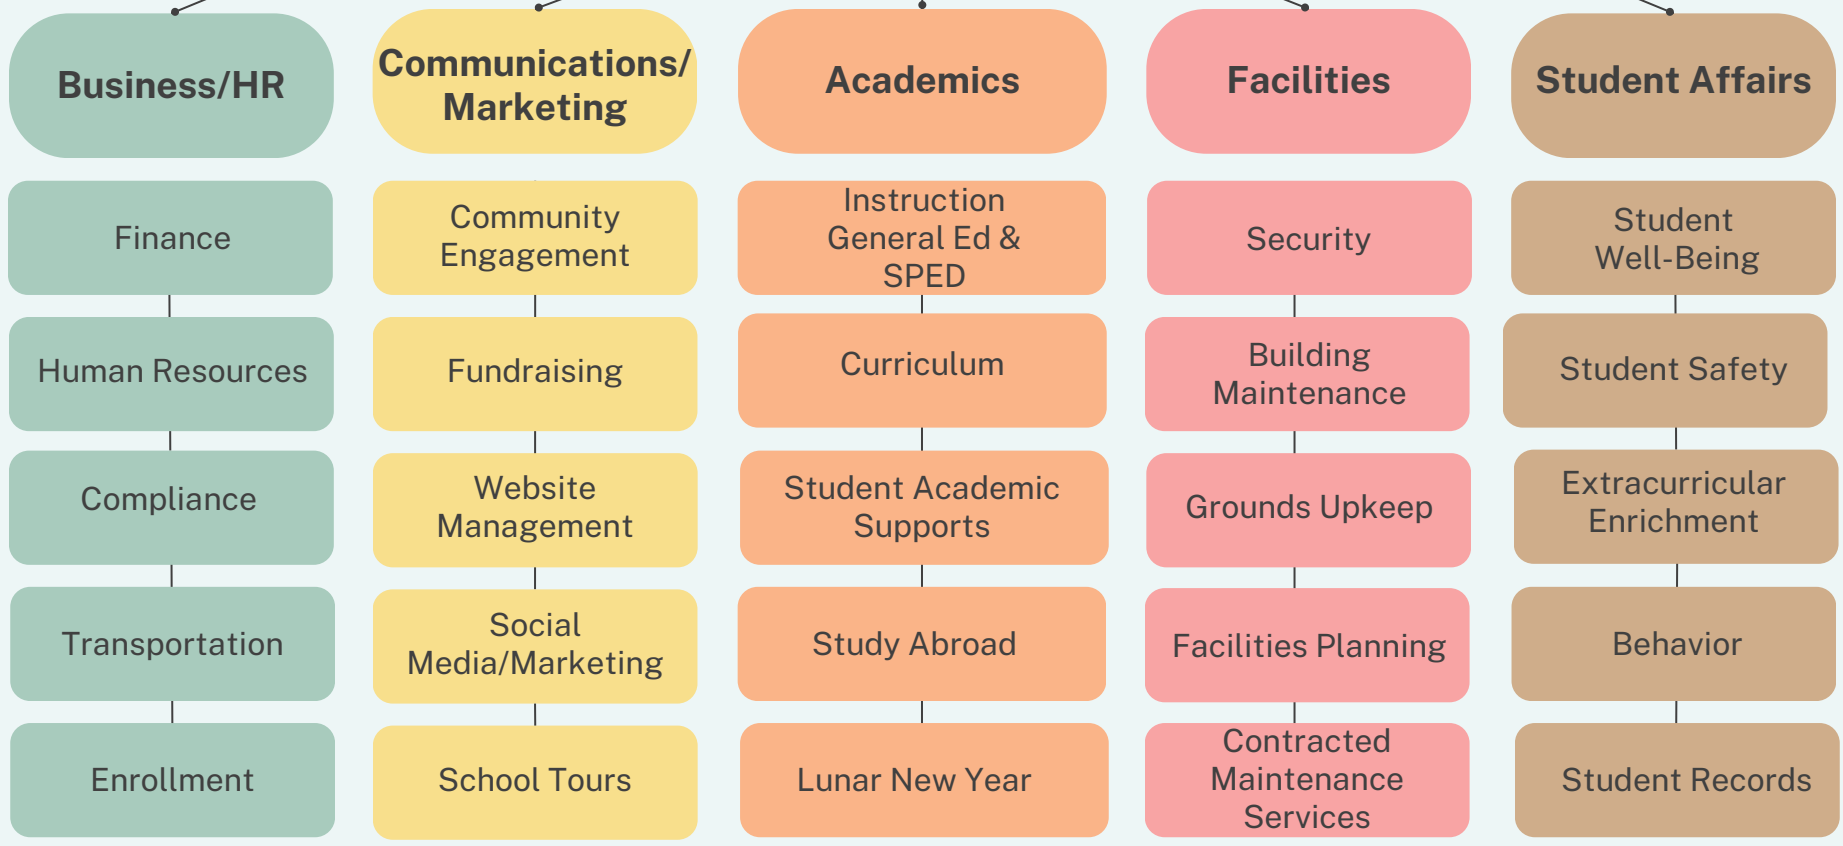 Business/HR
Finance
Human Resources
Compliance
Transportation
Enrollment
Communications/
Marketing
Community
Engagement
Fundraising
Website
Management
Social
Media/Marketing
School Tours
Academics
Instruction
General Ed &
SPED
Curriculum
Student Academic
Supports
Study Abroad
Lunar New Year
Facilities
Security
Building
Maintenance
Grounds Upkeep
Facilities Planning
Contracted
Maintenance
Services
Student Affairs
Student
Well-Being
Student Safety
Extracurricular
Enrichment
Behavior
Student Records